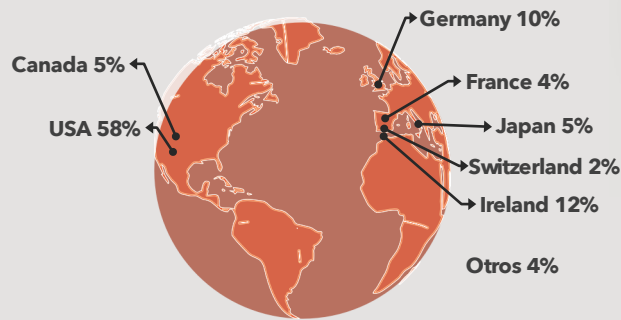 Germany 10%
Canada 5%
France 4%
USA 58%
Japan 5%
Switzerland 2%
Ireland 12%
Otros 4%